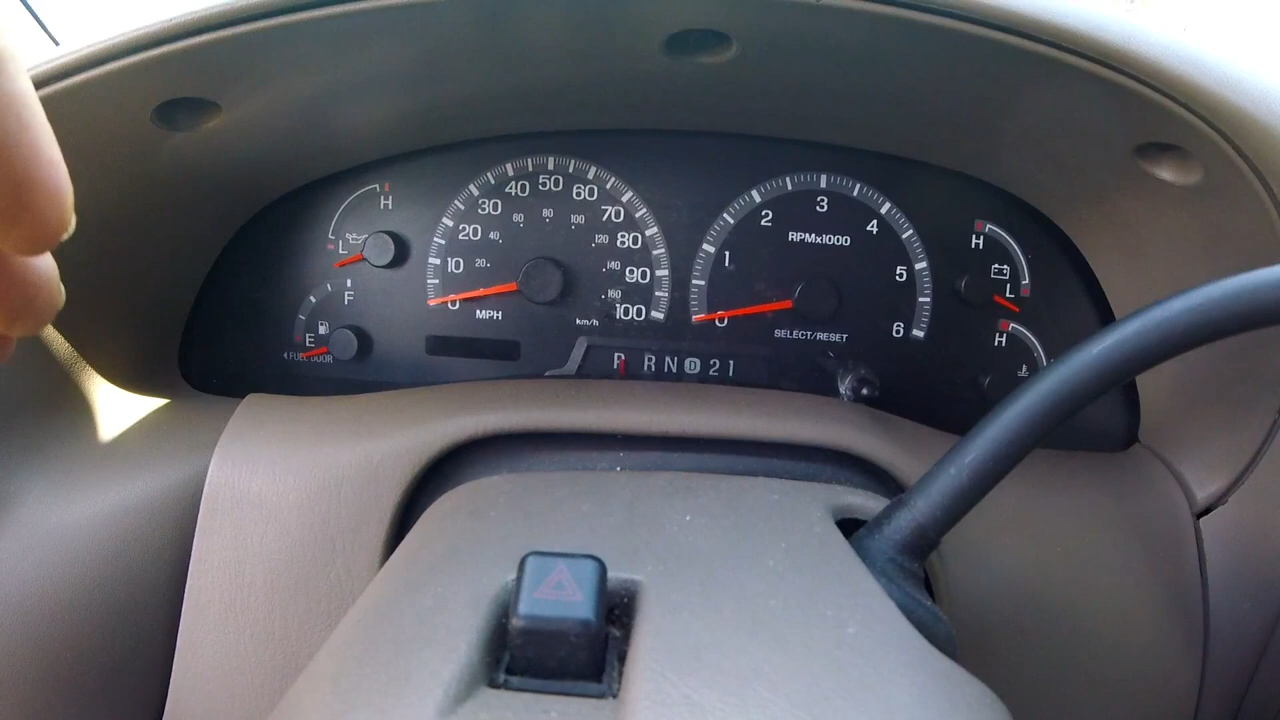 H
L
F
E
◀ FUEL DOOR
0 10 20 30 40 50 60 70 80 90 100
20 40 60 80 100 120 140 160
MPH
km/h
0 1 2 3 4 5 6
RPMx1000
SELECT/RESET
P R N D 2 1
H
L
H